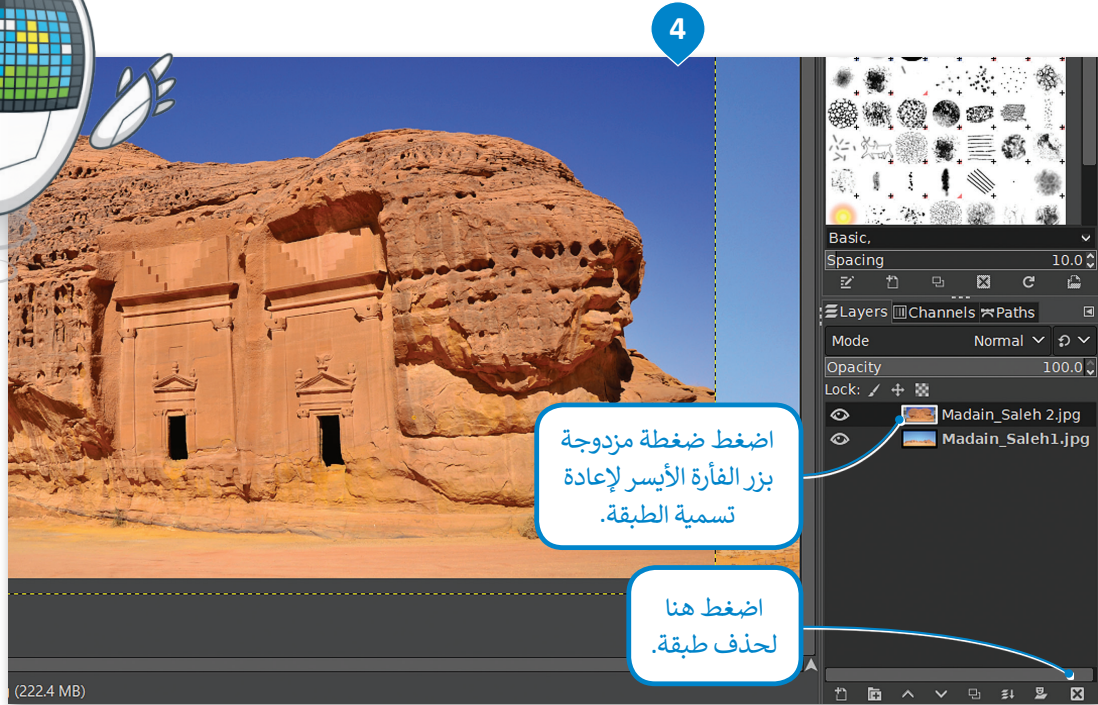 4
Basic,
Spacing 10.0
Layers Channels Paths
Mode Normal
Opacity 100.0
Lock:
Madain_Saleh 2.jpg
Madain_Saleh1.jpg
اضغط ضغطة مزدوجة
بزر الفأرة الأيسر لإعادة
تسمية الطبقة.
اضغط هنا
لحذف طبقة.
(222.4 MB)